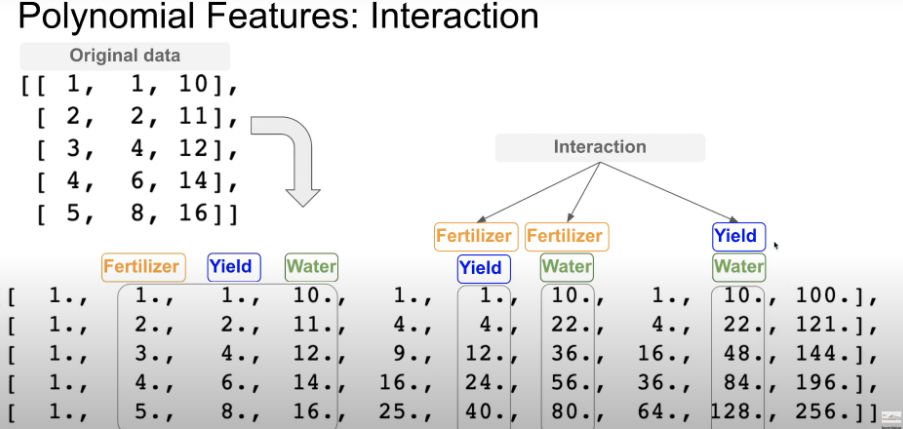 Polynomial Features: Interaction
Original data
[[ 1, 1, 10],
[ 2, 2, 11],
[ 3, 4, 12],
[ 4, 6, 14],
[ 5, 8, 16]]
Interaction
Fertilizer Fertilizer Yield
Fertilizer Yield Water Yield Water Water
[ 1., 1., 1., 10., 1., 1., 10., 1., 10., 100.],
[ 1., 2., 2., 11., 4., 4., 22., 4., 22., 121.],
[ 1., 3., 4., 12., 9., 12., 36., 16., 48., 144.],
[ 1., 4., 6., 14., 16., 24., 56., 36., 84., 196.],
[ 1., 5., 8., 16., 25., 40., 80., 64., 128., 256.]]